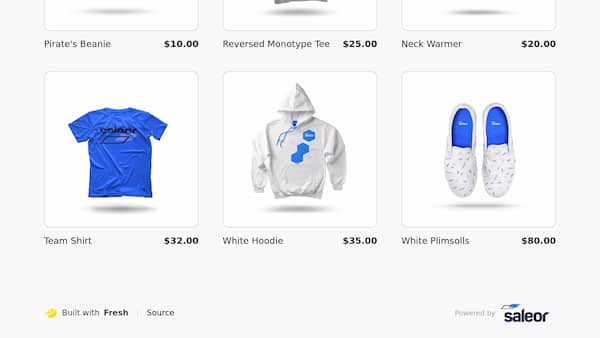 Pirate's Beanie $10.00
Reversed Monotype Tee $25.00
Neck Warmer $20.00
saleor
Team Shirt $32.00
White Hoodie $35.00
White Plimsolls $80.00
Built with Fresh Source
Powered by saleor